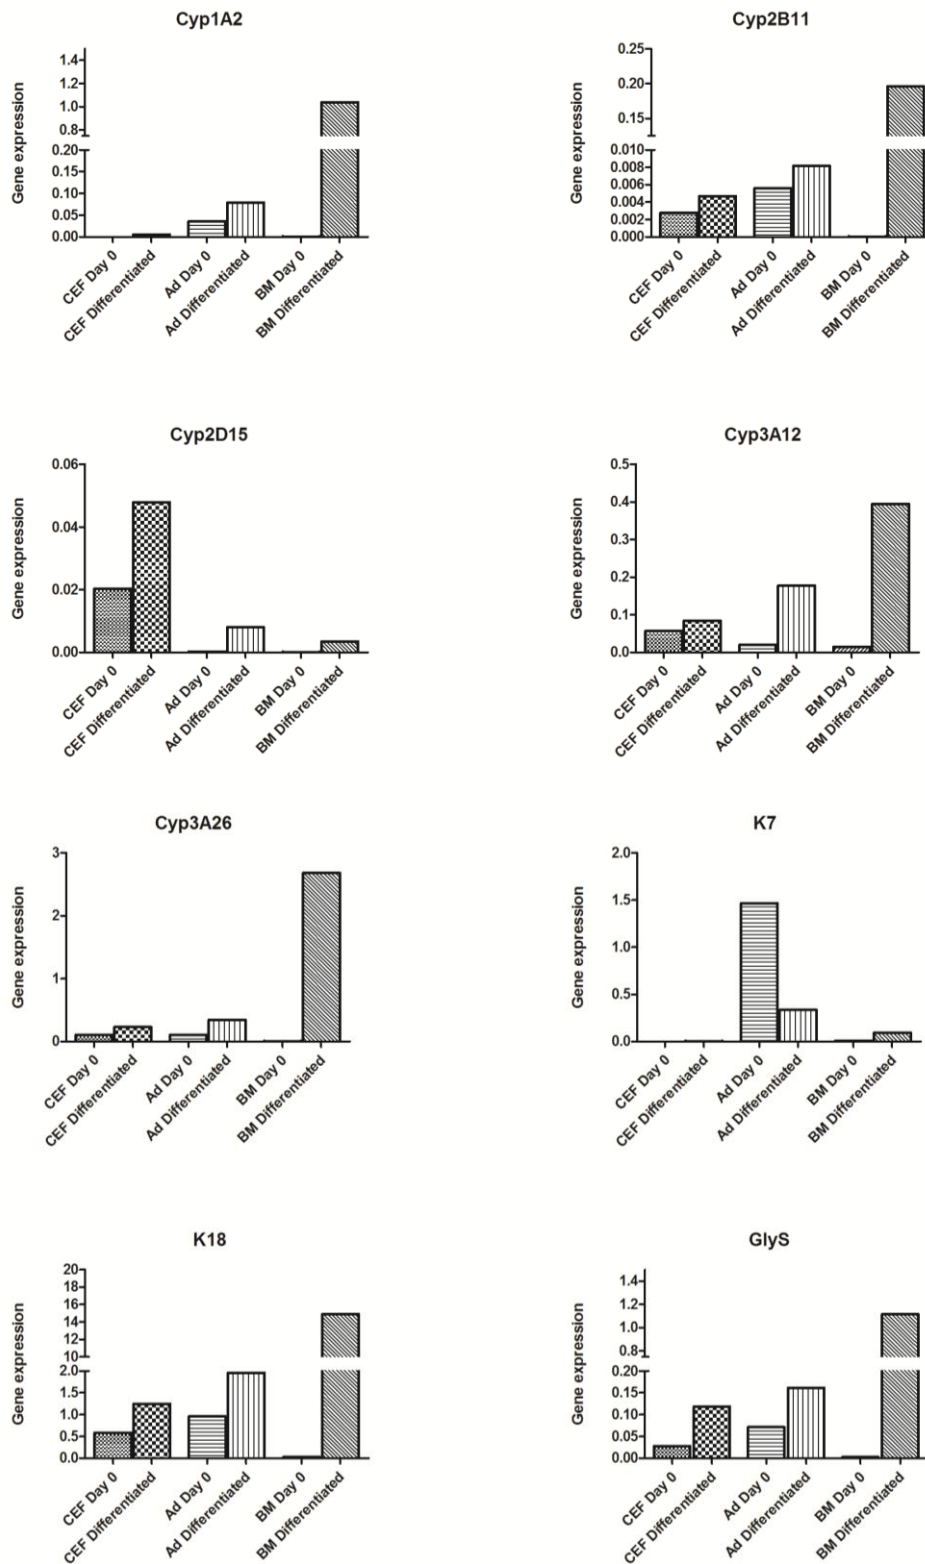 Cyp1A2
Gene expression
1.4
1.2
1.0
0.8
0.20
0.15
0.10
0.05
0.00
CEF Day 0
CEF Differentiated
Ad Day 0
Ad Differentiated
BM Day 0
BM Differentiated
Cyp2B11
Gene expression
0.25
0.20
0.15
0.010
0.008
0.006
0.004
0.002
0.000
CEF Day 0
CEF Differentiated
Ad Day 0
Ad Differentiated
BM Day 0
BM Differentiated
Cyp2D15
Gene expression
0.06
0.04
0.02
0.00
CEF Day 0
CEF Differentiated
Ad Day 0
Ad Differentiated
BM Day 0
BM Differentiated
Cyp3A12
Gene expression
0.5
0.4
0.3
0.2
0.1
0.0
CEF Day 0
CEF Differentiated
Ad Day 0
Ad Differentiated
BM Day 0
BM Differentiated
Cyp3A26
Gene expression
3
2
1
0
CEF Day 0
CEF Differentiated
Ad Day 0
Ad Differentiated
BM Day 0
BM Differentiated
K7
Gene expression
2.0
1.5
1.0
0.5
0.0
CEF Day 0
CEF Differentiated
Ad Day 0
Ad Differentiated
BM Day 0
BM Differentiated
K18
Gene expression
20
18
16
14
12
10
2.0
1.5
1.0
0.5
0.0
CEF Day 0
CEF Differentiated
Ad Day 0
Ad Differentiated
BM Day 0
BM Differentiated
GlyS
Gene expression
1.4
1.2
1.0
0.8
0.20
0.15
0.10
0.05
0.00
CEF Day 0
CEF Differentiated
Ad Day 0
Ad Differentiated
BM Day 0
BM Differentiated